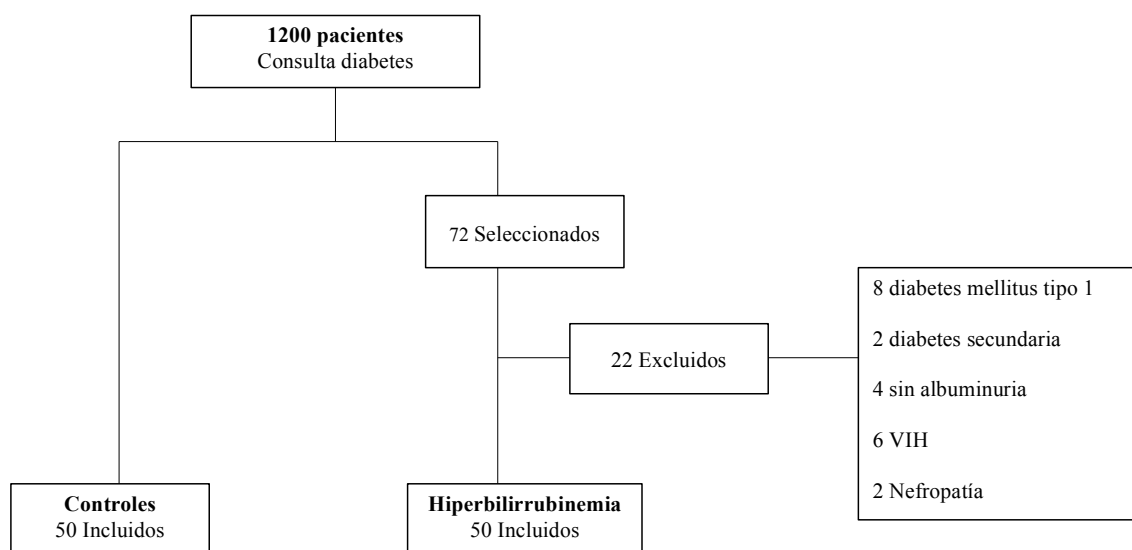 1200 pacientes
Consulta diabetes
72 Seleccionados
22 Excluidos
8 diabetes mellitus tipo 1
2 diabetes secundaria
4 sin albuminuria
6 VIH
2 Nefropatía
Controles
50 Incluidos
Hiperbilirrubinemia
50 Incluidos